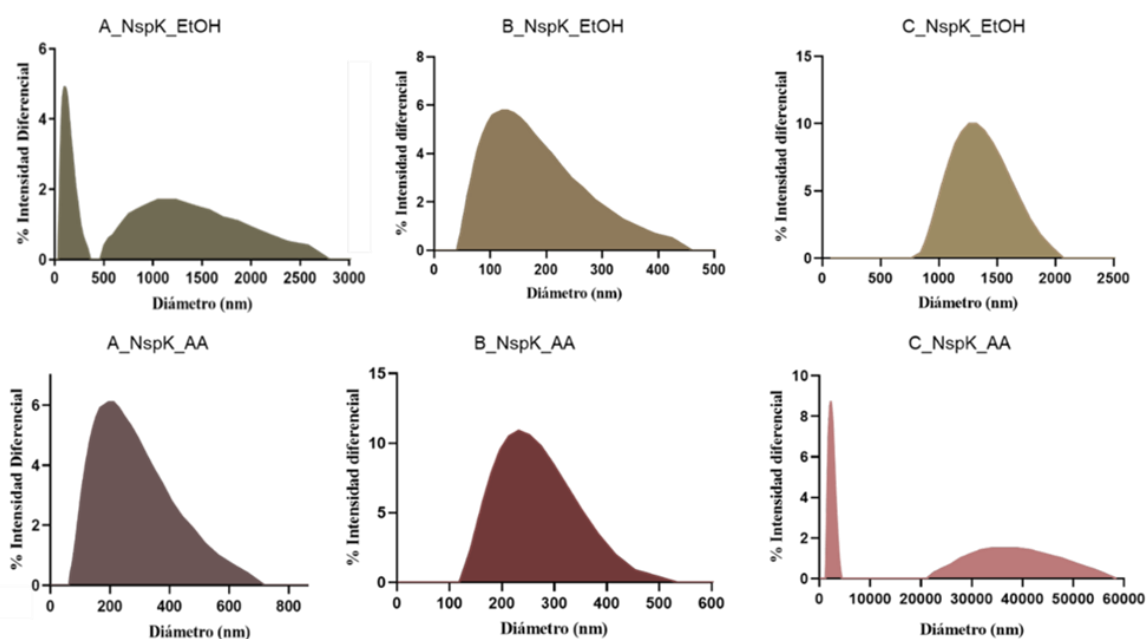 A_NspK_EtOH
% Intensidad Diferencial
6
4
2
0
0 500 1000 1500 2000 2500 3000
Diámetro (nm)
B_NspK_EtOH
% Intensidad diferencial
8
6
4
2
0
0 100 200 300 400 500
Diámetro (nm)
C_NspK_EtOH
% Intensidad diferencial
15
10
5
0
0 500 1000 1500 2000 2500
Diámetro (nm)
A_NspK_AA
% Intensidad Diferencial
6
4
2
0
0 200 400 600 800
Diámetro (nm)
B_NspK_AA
% Intensidad diferencial
15
10
5
0
0 100 200 300 400 500 600
Diámetro (nm)
C_NspK_AA
% Intensidad diferencial
10
8
6
4
2
0
0 10000 20000 30000 40000 50000 60000
Diámetro (nm)